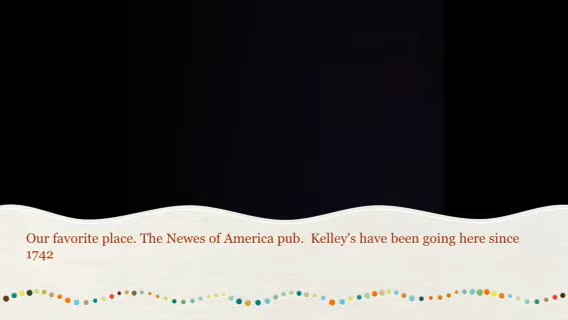 Our favorite place. The Newes of America pub.  Kelley's have been going here since
1742